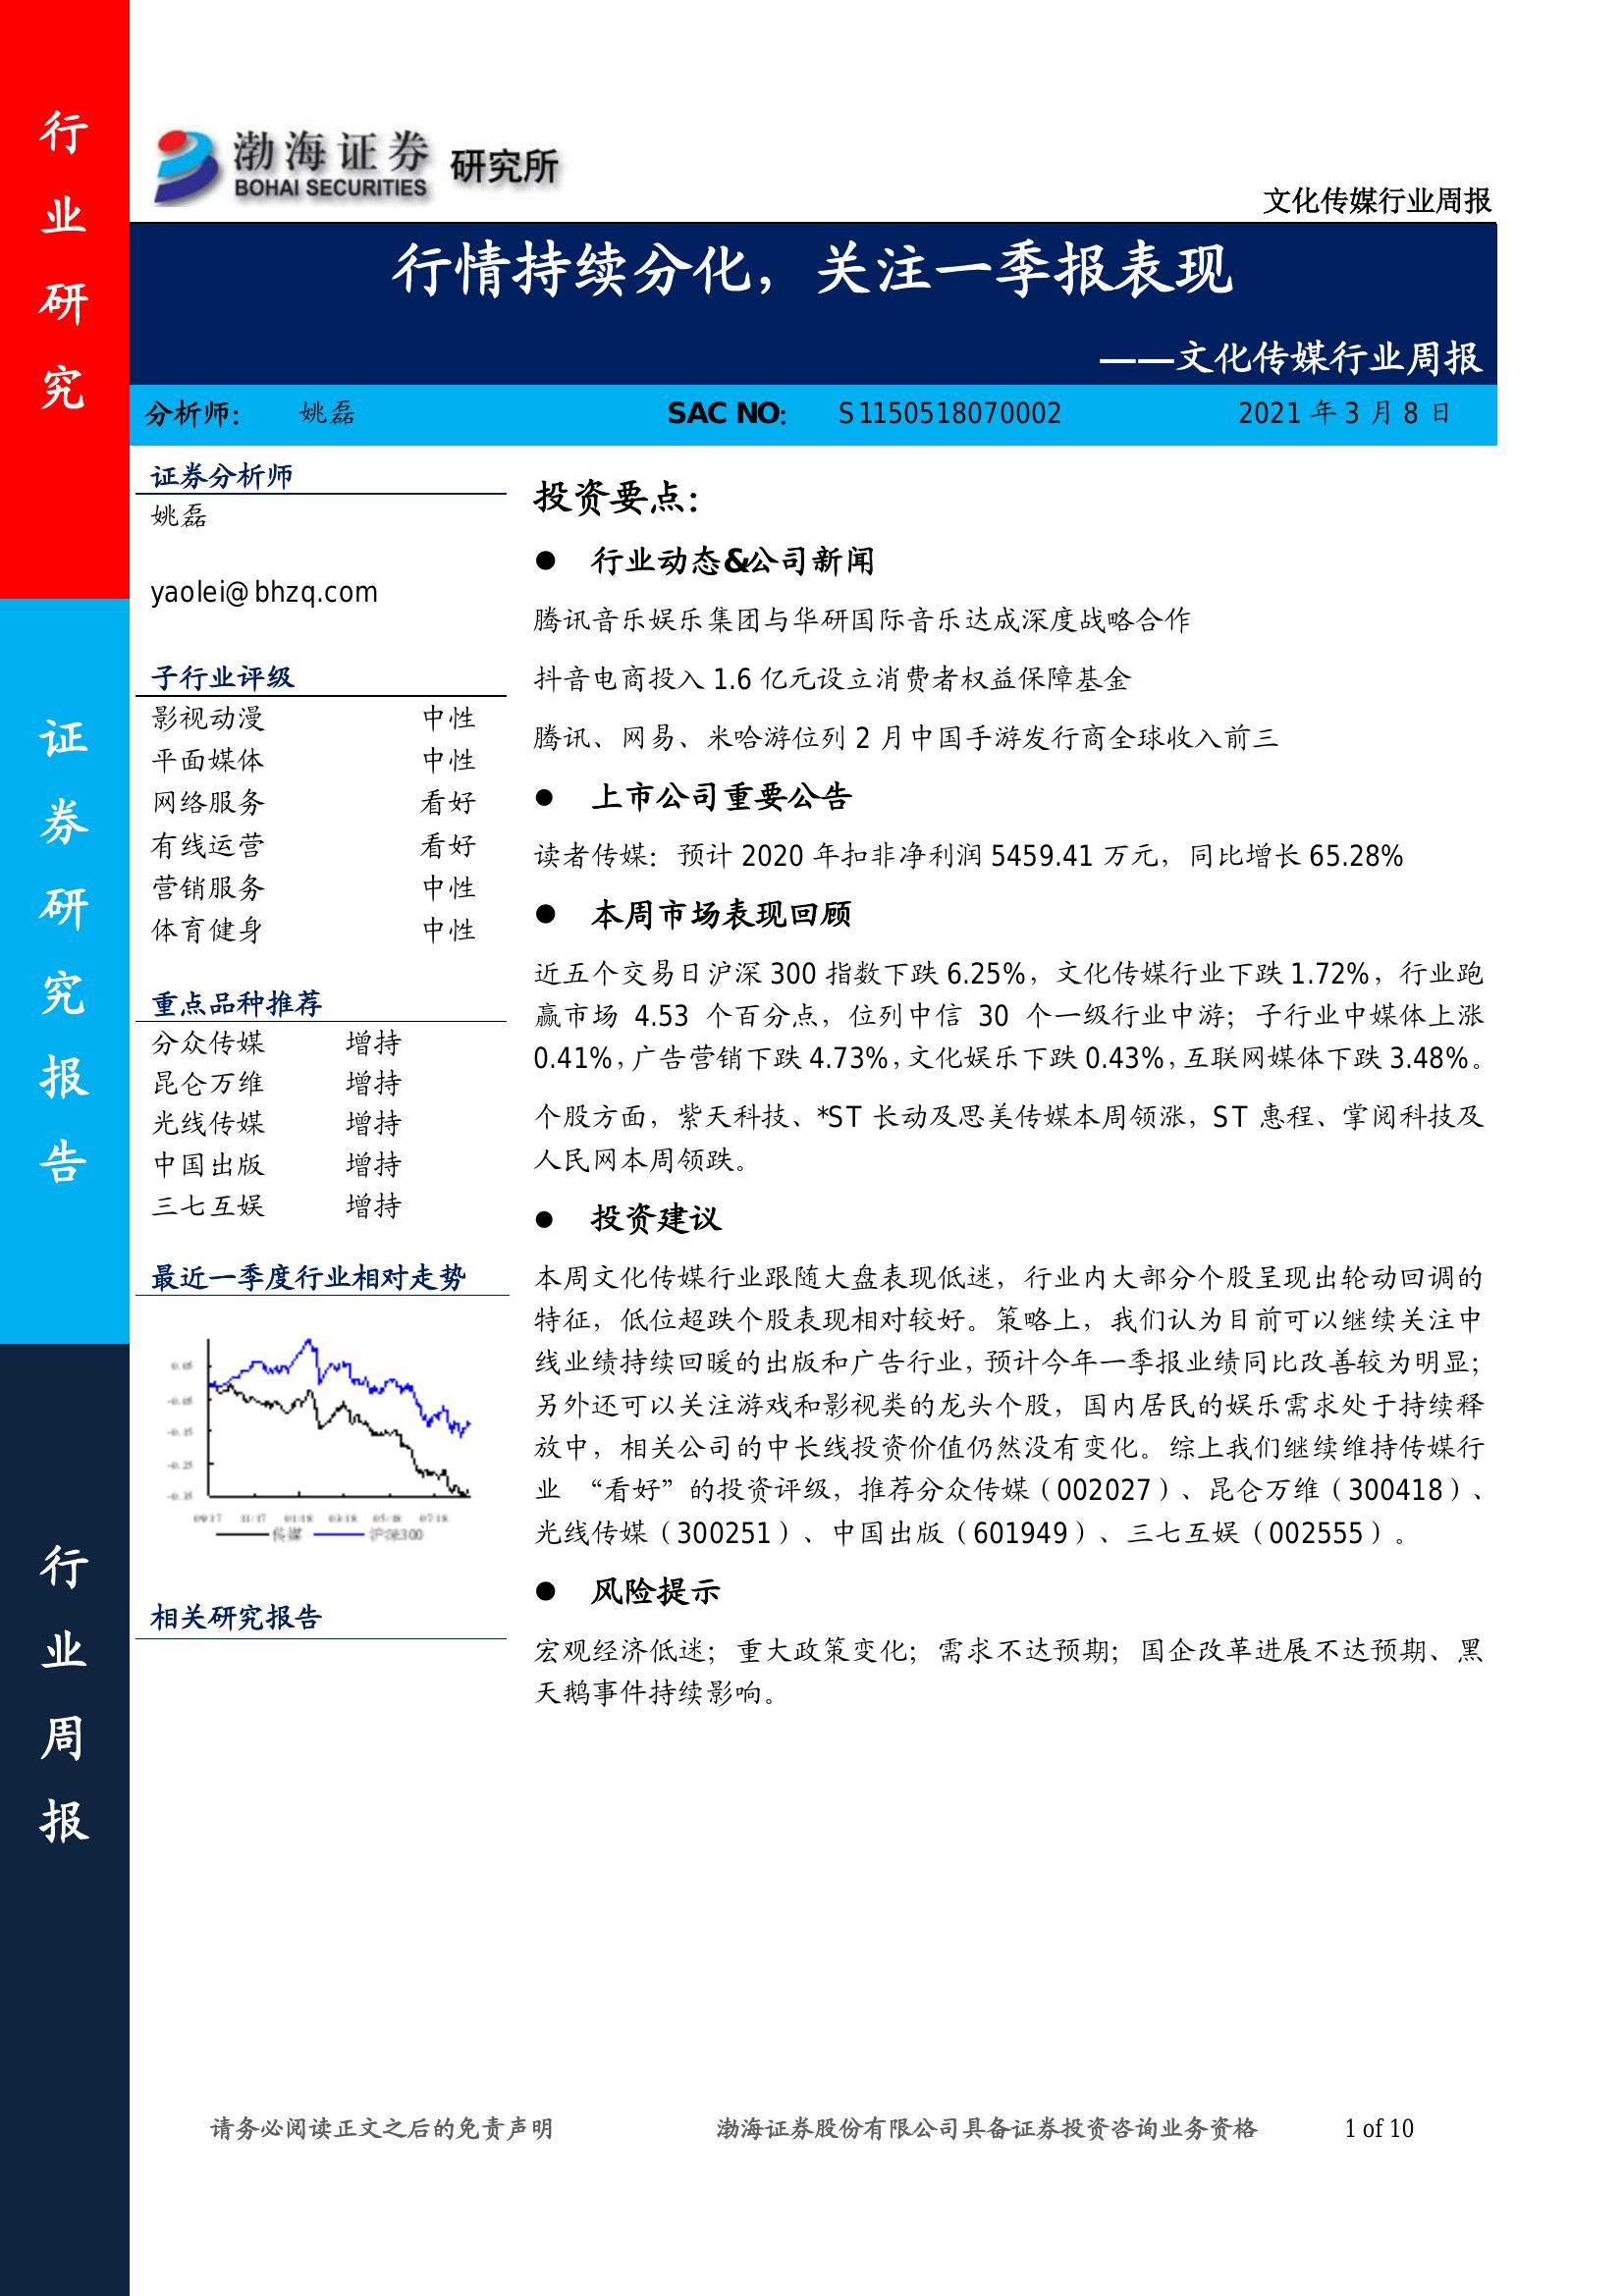 行业研究
证券研究报告
行业周报
渤海证券 研究所
BOHAI SECURITIES
文化传媒行业周报
行情持续分化，关注一季报表现
——文化传媒行业周报
分析师： 姚磊 SAC NO： S1150518070002 2021 年 3 月 8 日
证券分析师
姚磊
yaolei@bhzq.com
子行业评级
影视动漫 中性
平面媒体 中性
网络服务 看好
有线运营 看好
营销服务 中性
体育健身 中性
重点品种推荐
分众传媒 增持
昆仑万维 增持
光线传媒 增持
中国出版 增持
三七互娱 增持
最近一季度行业相对走势
0.05
-0.05
-0.15
-0.25
-0.35
09/17 11/17 01/18 03/18 05/18 07/18
传媒 沪深300
相关研究报告
投资要点：
● 行业动态&公司新闻
腾讯音乐娱乐集团与华研国际音乐达成深度战略合作
抖音电商投入 1.6 亿元设立消费者权益保障基金
腾讯、网易、米哈游位列 2 月中国手游发行商全球收入前三
● 上市公司重要公告
读者传媒：预计 2020 年扣非净利润 5459.41 万元，同比增长 65.28%
● 本周市场表现回顾
近五个交易日沪深 300 指数下跌 6.25%，文化传媒行业下跌 1.72%，行业跑
赢市场 4.53 个百分点，位列中信 30 个一级行业中游；子行业中媒体上涨
0.41%，广告营销下跌 4.73%，文化娱乐下跌 0.43%，互联网媒体下跌 3.48%。
个股方面，紫天科技、*ST 长动及思美传媒本周领涨，ST 惠程、掌阅科技及
人民网本周领跌。
● 投资建议
本周文化传媒行业跟随大盘表现低迷，行业内大部分个股呈现出轮动回调的
特征，低位超跌个股表现相对较好。策略上，我们认为目前可以继续关注中
线业绩持续回暖的出版和广告行业，预计今年一季报业绩同比改善较为明显；
另外还可以关注游戏和影视类的龙头个股，国内居民的娱乐需求处于持续释
放中，相关公司的中长线投资价值仍然没有变化。综上我们继续维持传媒行
业 “看好”的投资评级，推荐分众传媒（002027）、昆仑万维（300418）、
光线传媒（300251）、中国出版（601949）、三七互娱（002555）。
● 风险提示
宏观经济低迷；重大政策变化；需求不达预期；国企改革进展不达预期、黑
天鹅事件持续影响。
请务必阅读正文之后的免责声明 渤海证券股份有限公司具备证券投资咨询业务资格 1 of 10